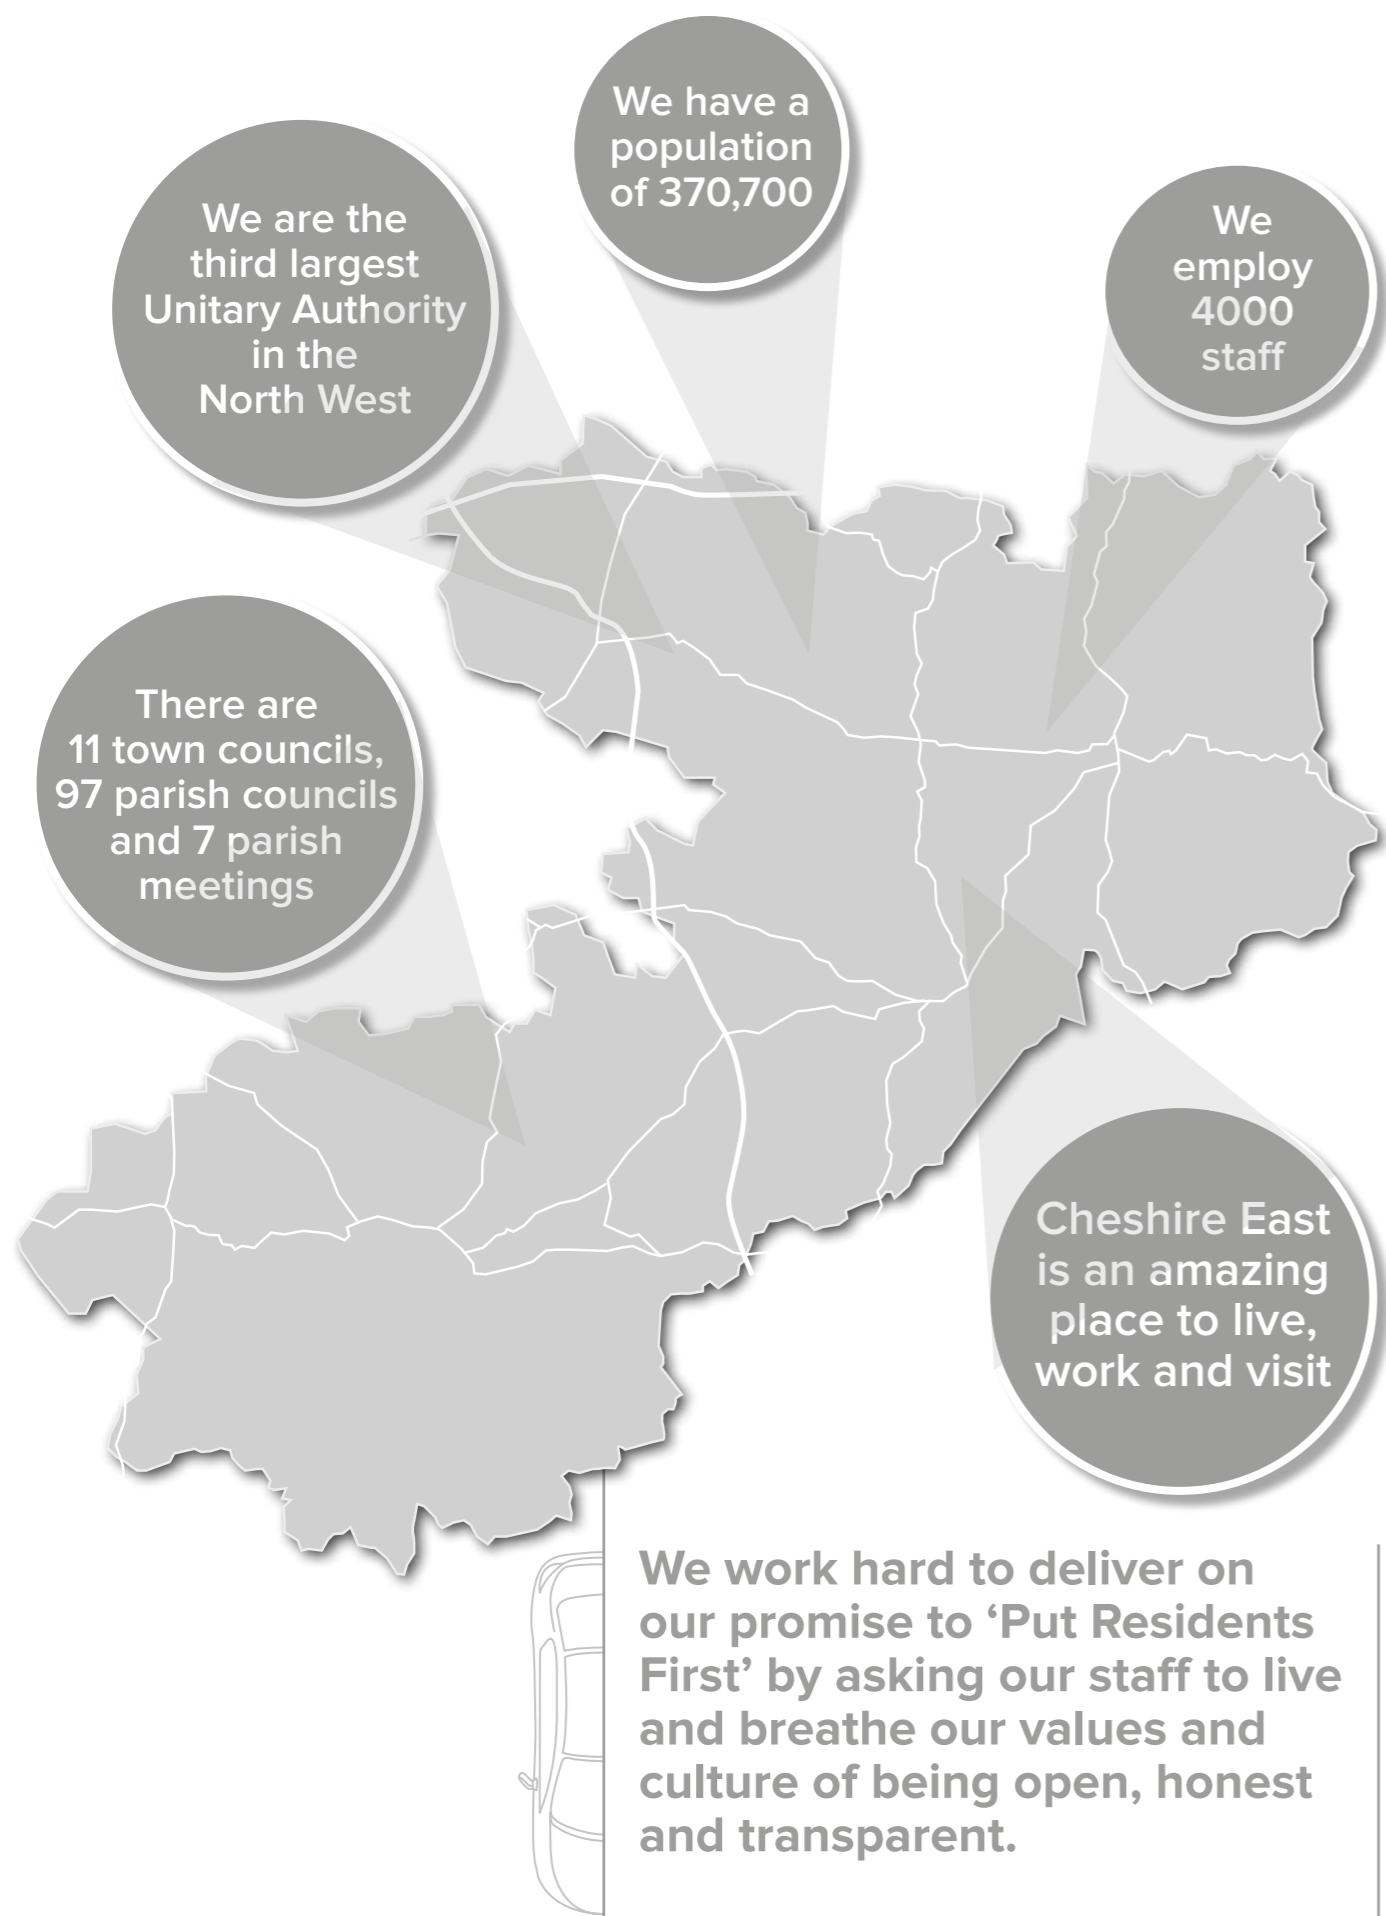 We have a
population
of 370,700
We are the
third largest
Unitary Authority
in the
North West
We
employ
4000
staff
There are
11 town councils,
97 parish councils
and 7 parish
meetings
Cheshire East
is an amazing
place to live,
work and visit
We work hard to deliver on
our promise to ‘Put Residents
First’ by asking our staff to live
and breathe our values and
culture of being open, honest
and transparent.